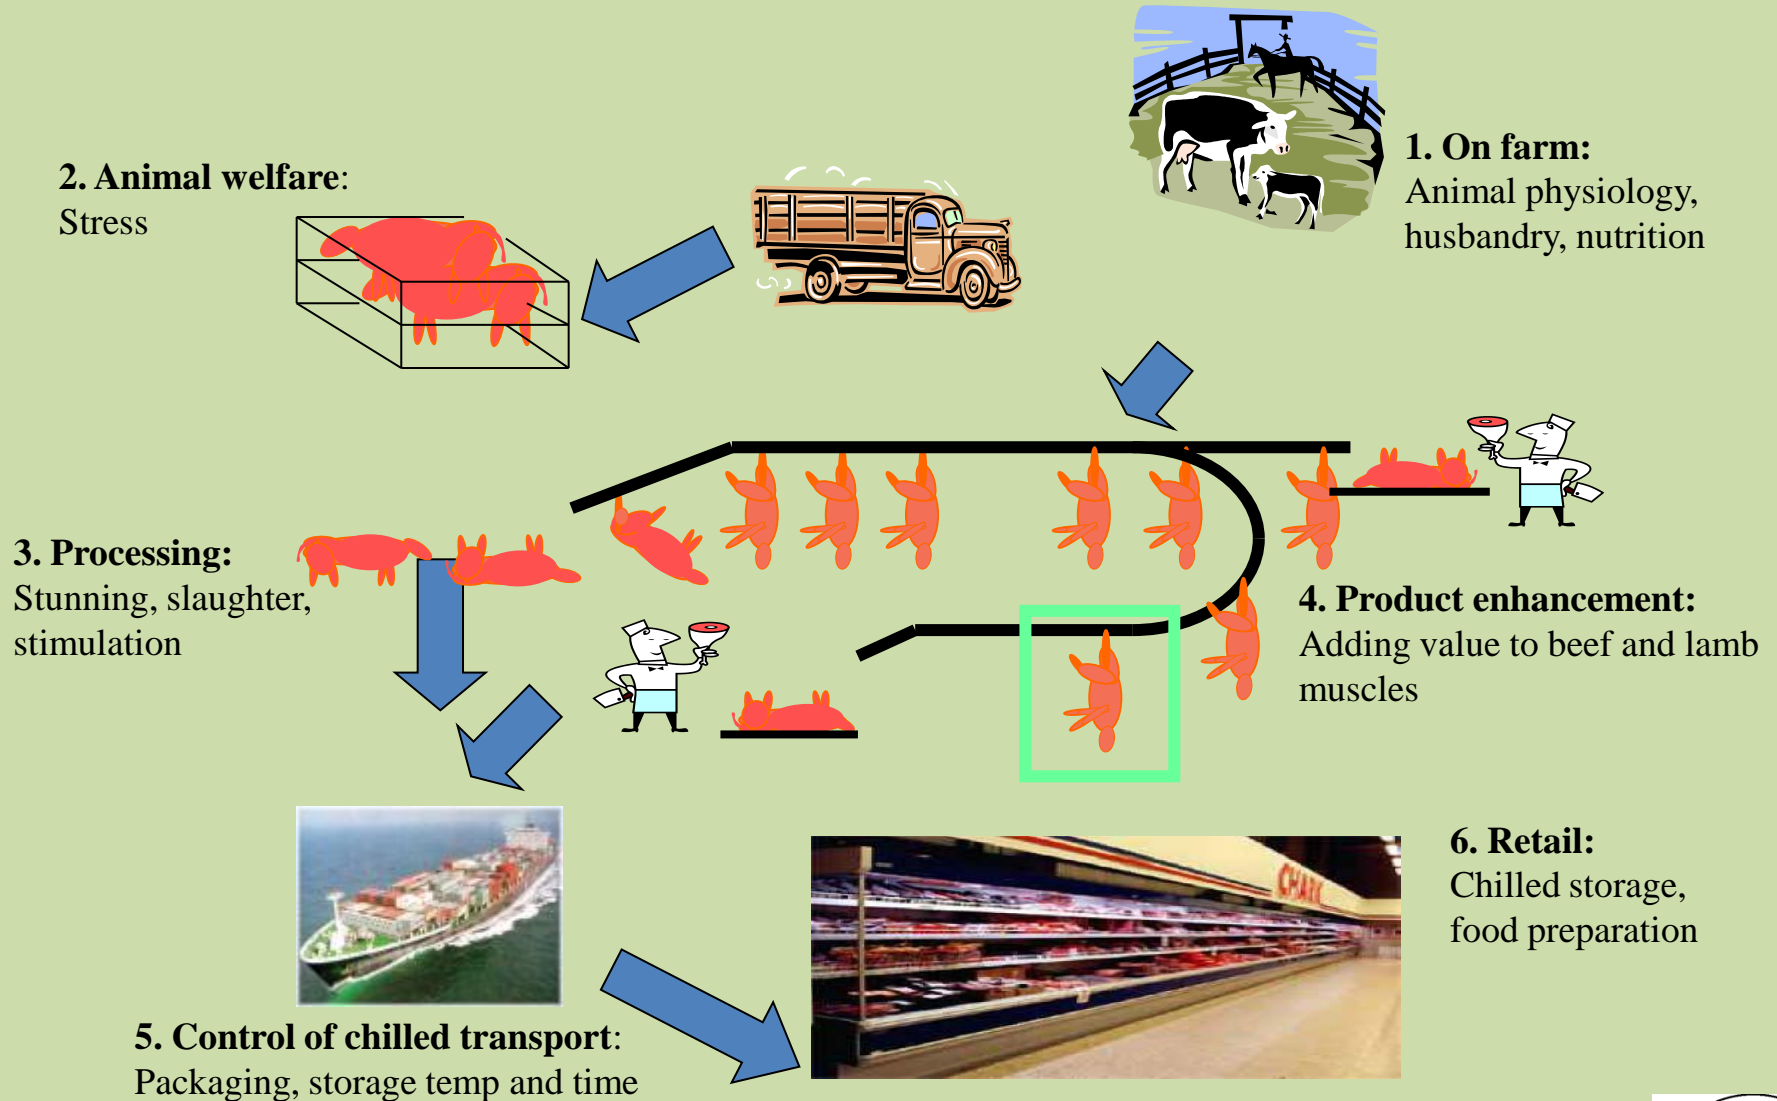 1. On farm:
Animal physiology,
husbandry, nutrition
2. Animal welfare:
Stress
3. Processing:
Stunning, slaughter,
stimulation
4. Product enhancement:
Adding value to beef and lamb
muscles
5. Control of chilled transport:
Packaging, storage temp and time
6. Retail:
Chilled storage,
food preparation
CHARK